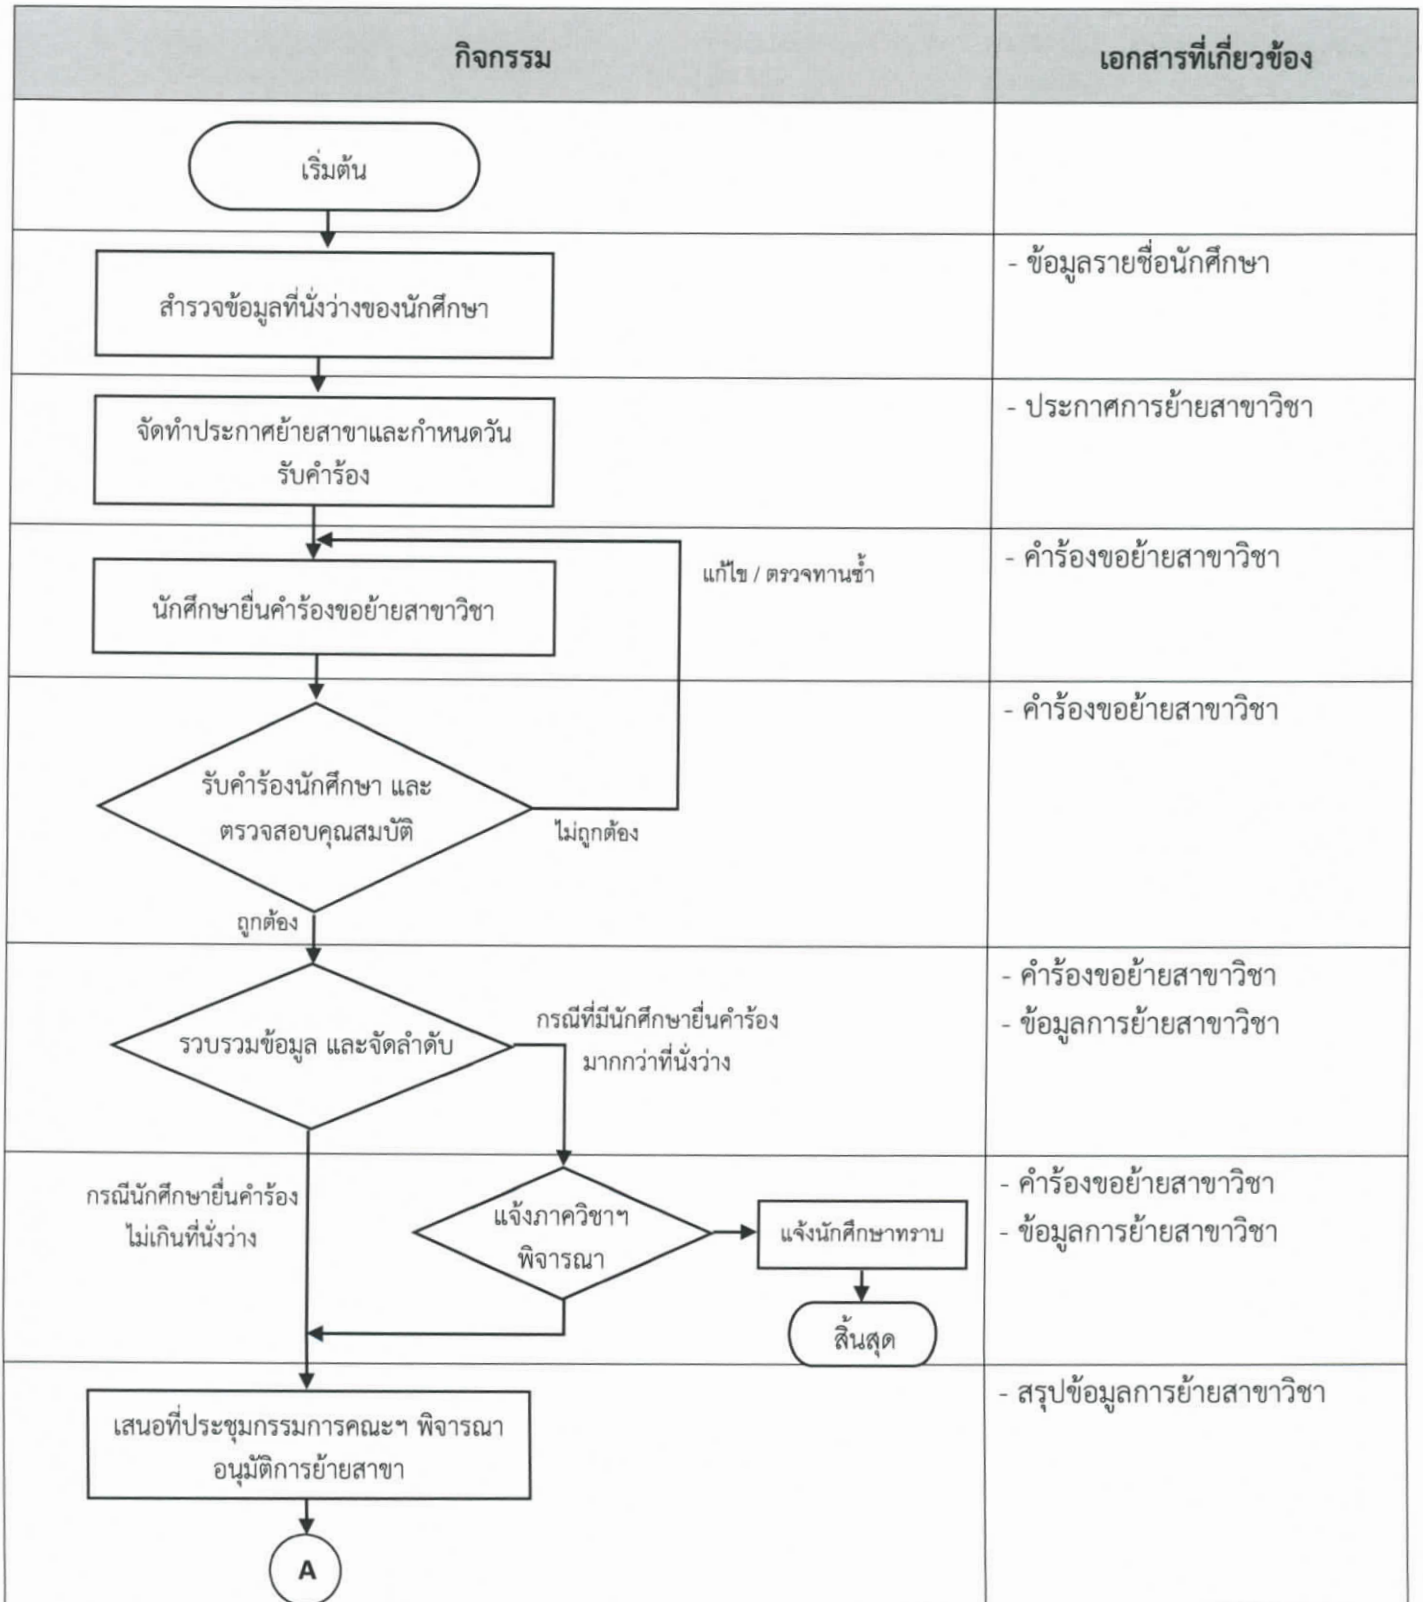 กิจกรรม
เอกสารที่เกี่ยวข้อง
เริ่มต้น
สำรวจข้อมูลที่นั่งว่างของนักศึกษา
- ข้อมูลรายชื่อนักศึกษา
จัดทำประกาศย้ายสาขาและกำหนดวัน
รับคำร้อง
- ประกาศการย้ายสาขาวิชา
นักศึกษายื่นคำร้องขอย้ายสาขาวิชา
แก้ไข / ตรวจทานซ้ำ
- คำร้องขอย้ายสาขาวิชา
รับคำร้องนักศึกษา และ
ตรวจสอบคุณสมบัติ
ไม่ถูกต้อง
ถูกต้อง
- คำร้องขอย้ายสาขาวิชา
รวบรวมข้อมูล และจัดลำดับ
กรณีที่มีนักศึกษายื่นคำร้อง
มากกว่าที่นั่งว่าง
- คำร้องขอย้ายสาขาวิชา
- ข้อมูลการย้ายสาขาวิชา
กรณีนักศึกษายื่นคำร้อง
ไม่เกินที่นั่งว่าง
แจ้งภาควิชาฯ
พิจารณา
แจ้งนักศึกษาทราบ
สิ้นสุด
- คำร้องขอย้ายสาขาวิชา
- ข้อมูลการย้ายสาขาวิชา
เสนอที่ประชุมกรรมการคณะฯ พิจารณา
อนุมัติการย้ายสาขา
- สรุปข้อมูลการย้ายสาขาวิชา
A